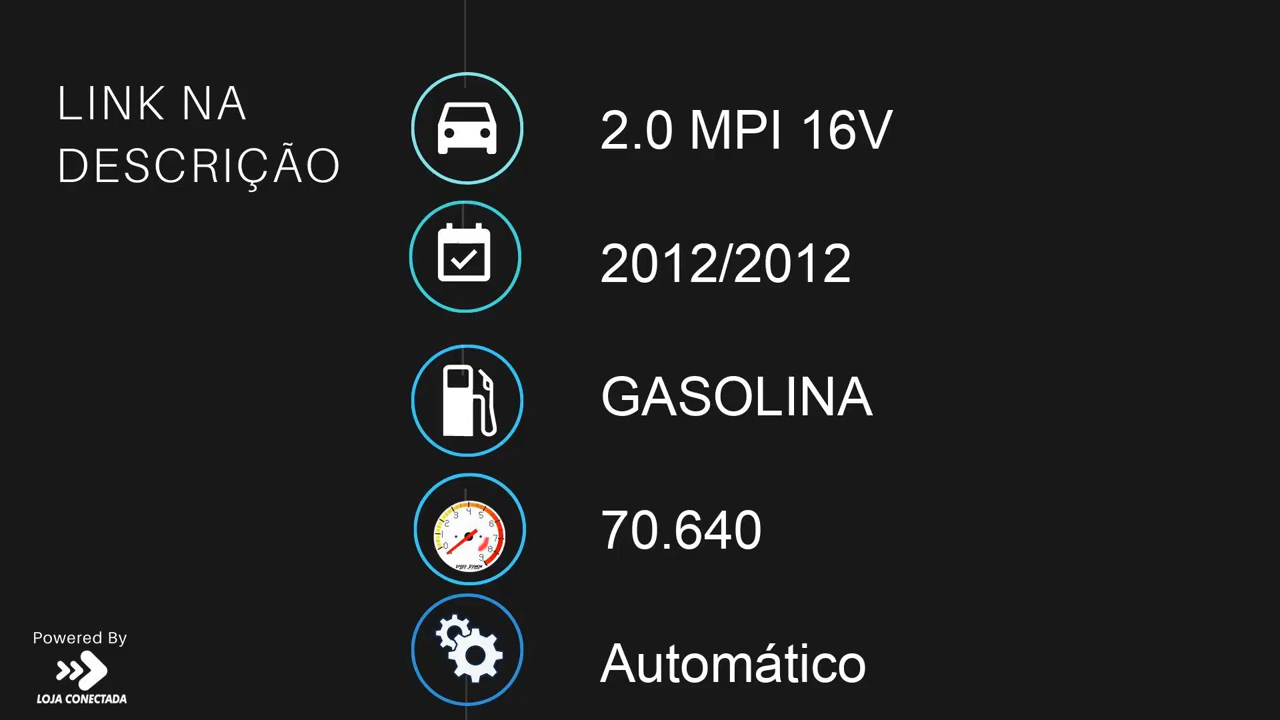 LINK NA
DESCRIÇÃO
2.0 MPI 16V
2012/2012
GASOLINA
70.640
Automático
Powered By
LOJA CONECTADA